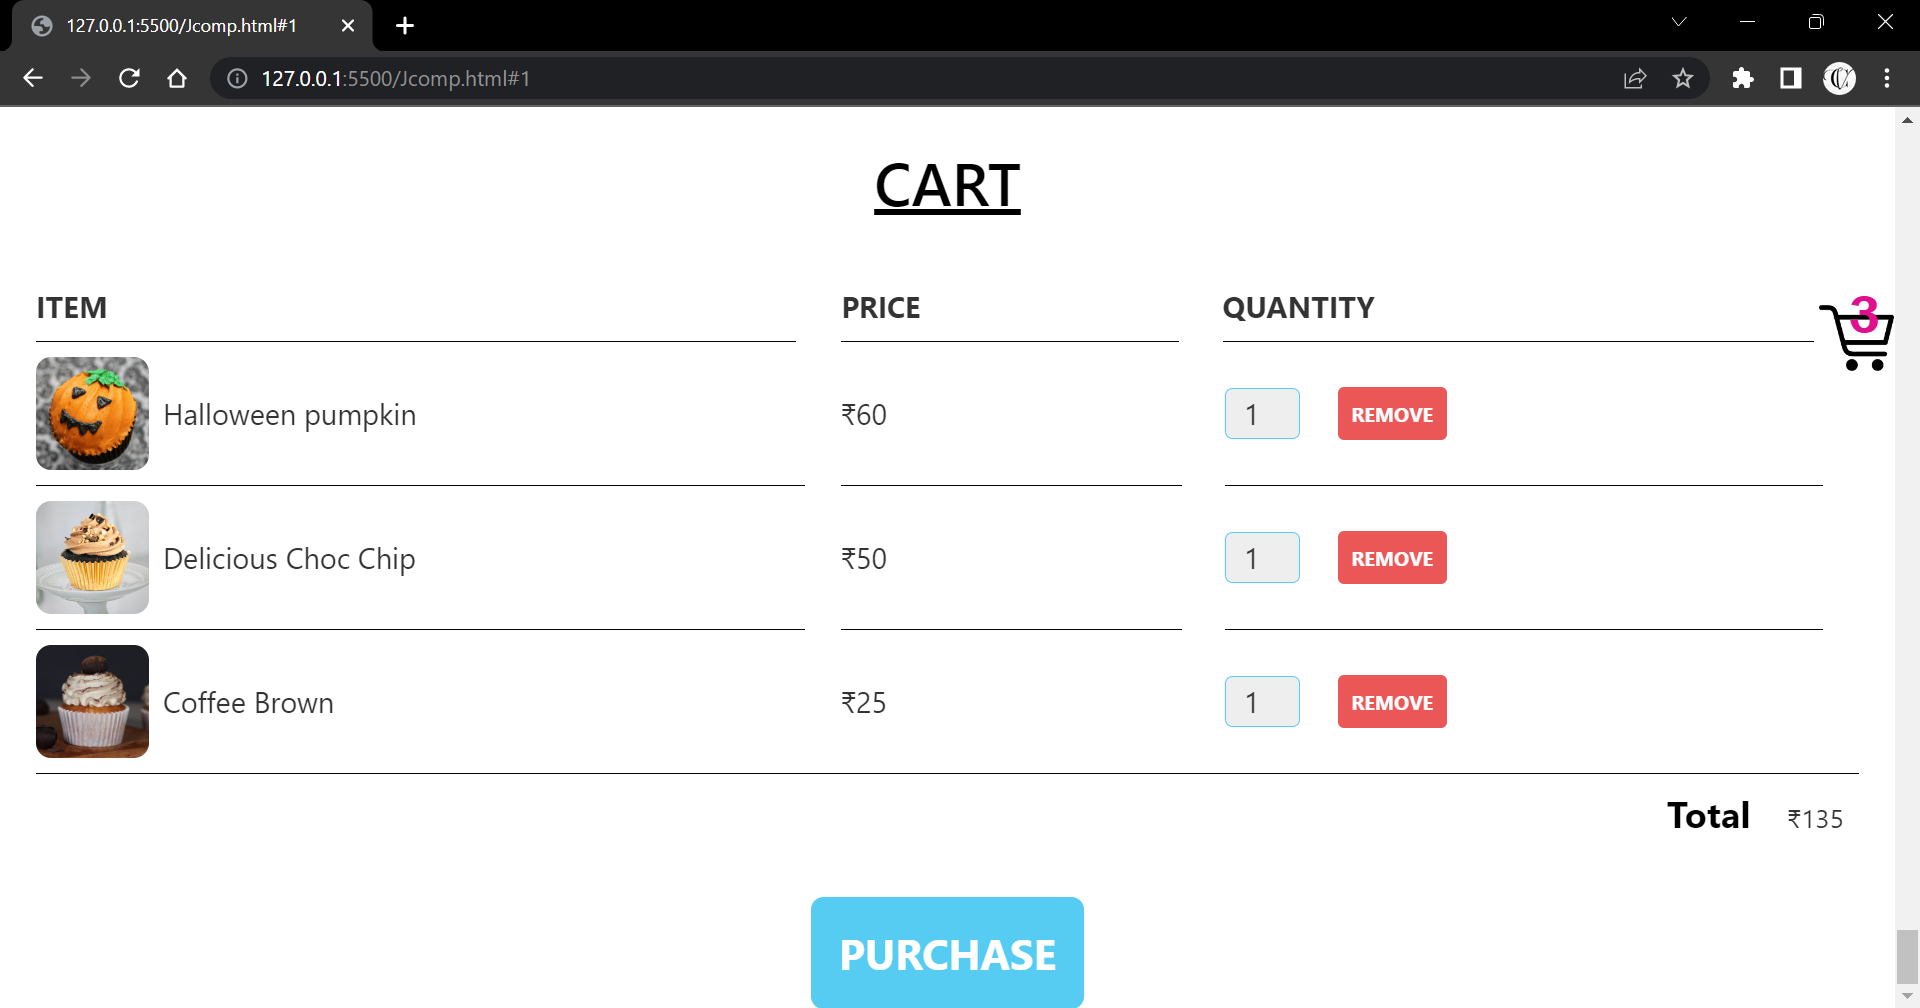 127.0.0.1:5500/Jcomp.html#1
127.0.0.1:5500/Jcomp.html#1
CART
ITEM PRICE QUANTITY
3
Halloween pumpkin ₹60 1 REMOVE
Delicious Choc Chip ₹50 1 REMOVE
Coffee Brown ₹25 1 REMOVE
Total ₹135
PURCHASE